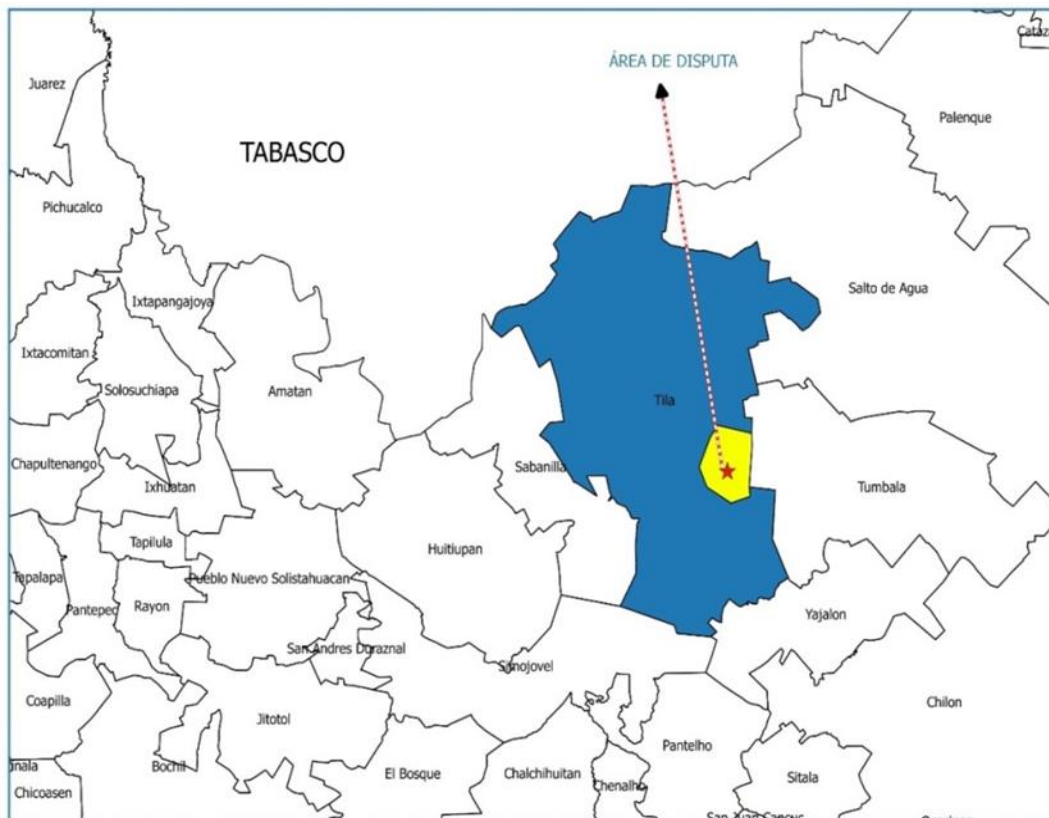 Cataz
ÁREA DE DISPUTA
Juarez
Palenque
TABASCO
Pichucalco
Salto de Agua
Ixtapangajoya
Ixtacomitan
Solosuchiapa
Amatan
Tila
Chapultenango
Sabanilla
Ixhuatan
Tumbala
Tapilula
Huitiupan
Tapalapa
Pueblo Nuevo Solistahuacan
Rayon
Pantepec
Yajalon
San Andres Duraznal
Simojovel
Coapilla
Chilon
Jitotol
Pantelho
Bochil
El Bosque
Chalchihuitan
Sitala
Chenalho
Chicoasen